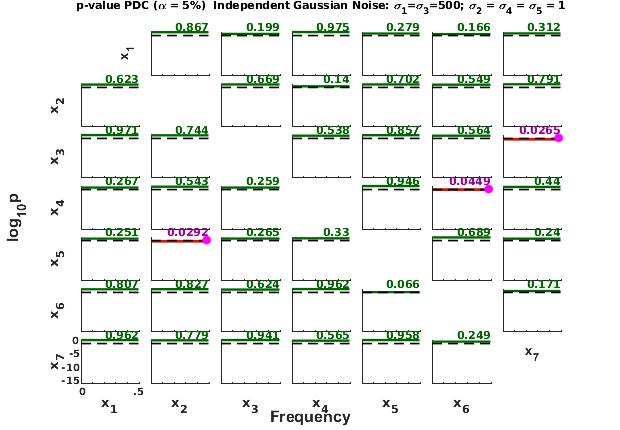 p-value PDC (α = 5%) Independent Gaussian Noise: σ1=σ3=500; σ2 = σ4 = σ5 = 1
0.867 0.199 0.975 0.279 0.166 0.312
x1
0.623 0.669 0.14 0.702 0.549 0.791
x2
0.971 0.744 0.538 0.857 0.564 0.0265
x3
0.267 0.543 0.259 0.946 0.0449 0.44
x4
log10p
0.251 0.0292 0.265 0.33 0.689 0.24
x5
0.807 0.827 0.624 0.962 0.066 0.171
x6
0.962 0.779 0.941 0.565 0.958 0.249
x7
0
-5
-10
-15
x7
0 .5
x1 x2 x3 x4 x5 x6
Frequency